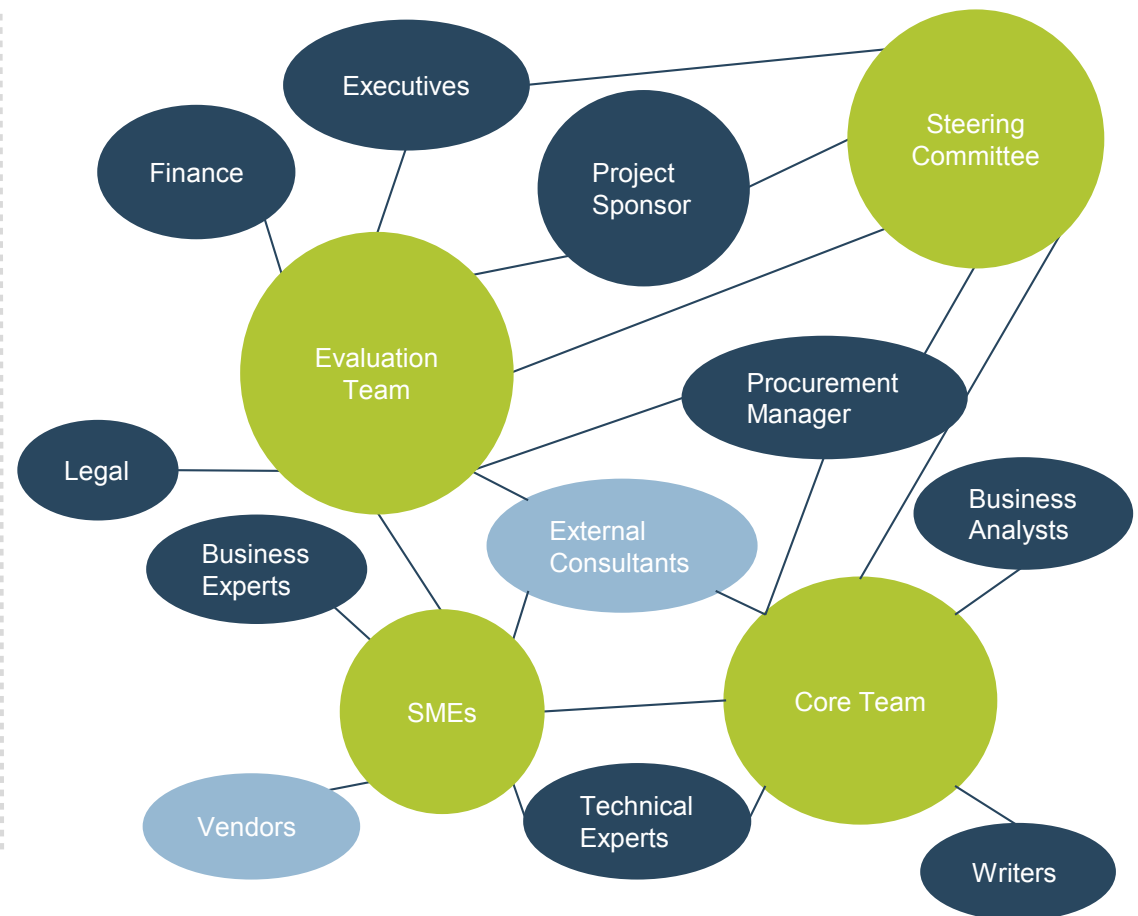 Executives
Steering
Committee
Finance
Project
Sponsor
Evaluation
Team
Procurement
Manager
Legal
Business
Analysts
External
Consultants
Business
Experts
SMEs
Core Team
Vendors
Technical
Experts
Writers